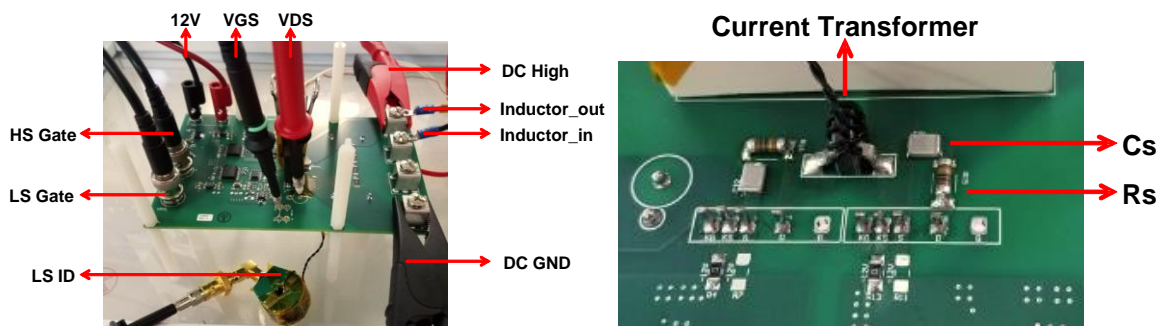 12V
VGS
VDS
DC High
Inductor_out
Inductor_in
HS Gate
LS Gate
LS ID
DC GND
Current Transformer
Cs
Rs